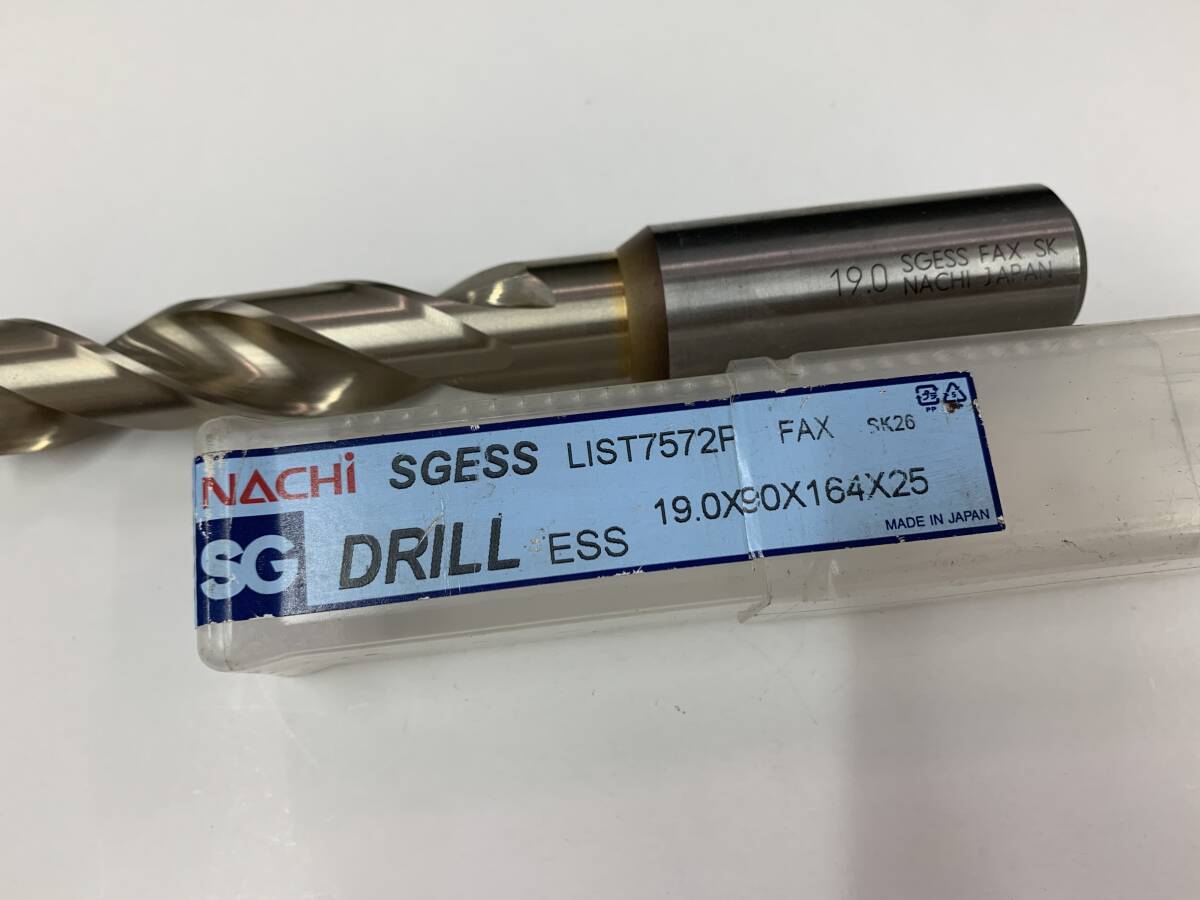 19.0 SGESS FAX SK
NACHI JAPAN
NACHi SGESS LIST7572P FAX SK26
PP
SG DRILL ESS 19.0X90X164X25
MADE IN JAPAN